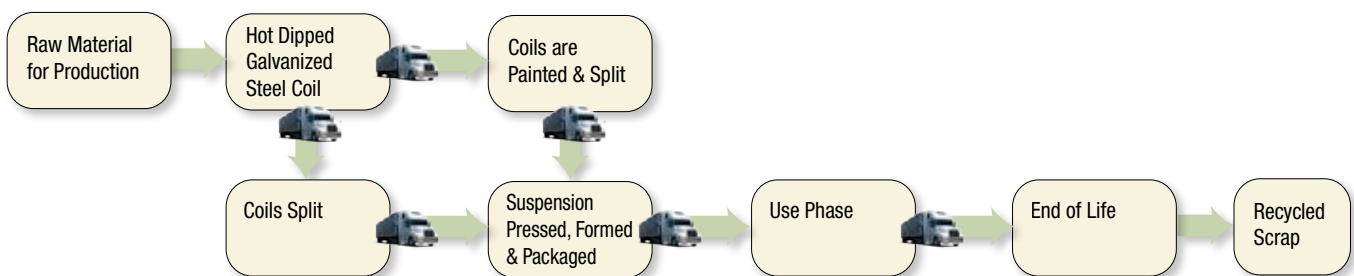 Raw Material
for Production
Hot Dipped
Galvanized
Steel Coil
Coils are
Painted & Split
Coils Split
Suspension
Pressed, Formed
& Packaged
Use Phase
End of Life
Recycled
Scrap